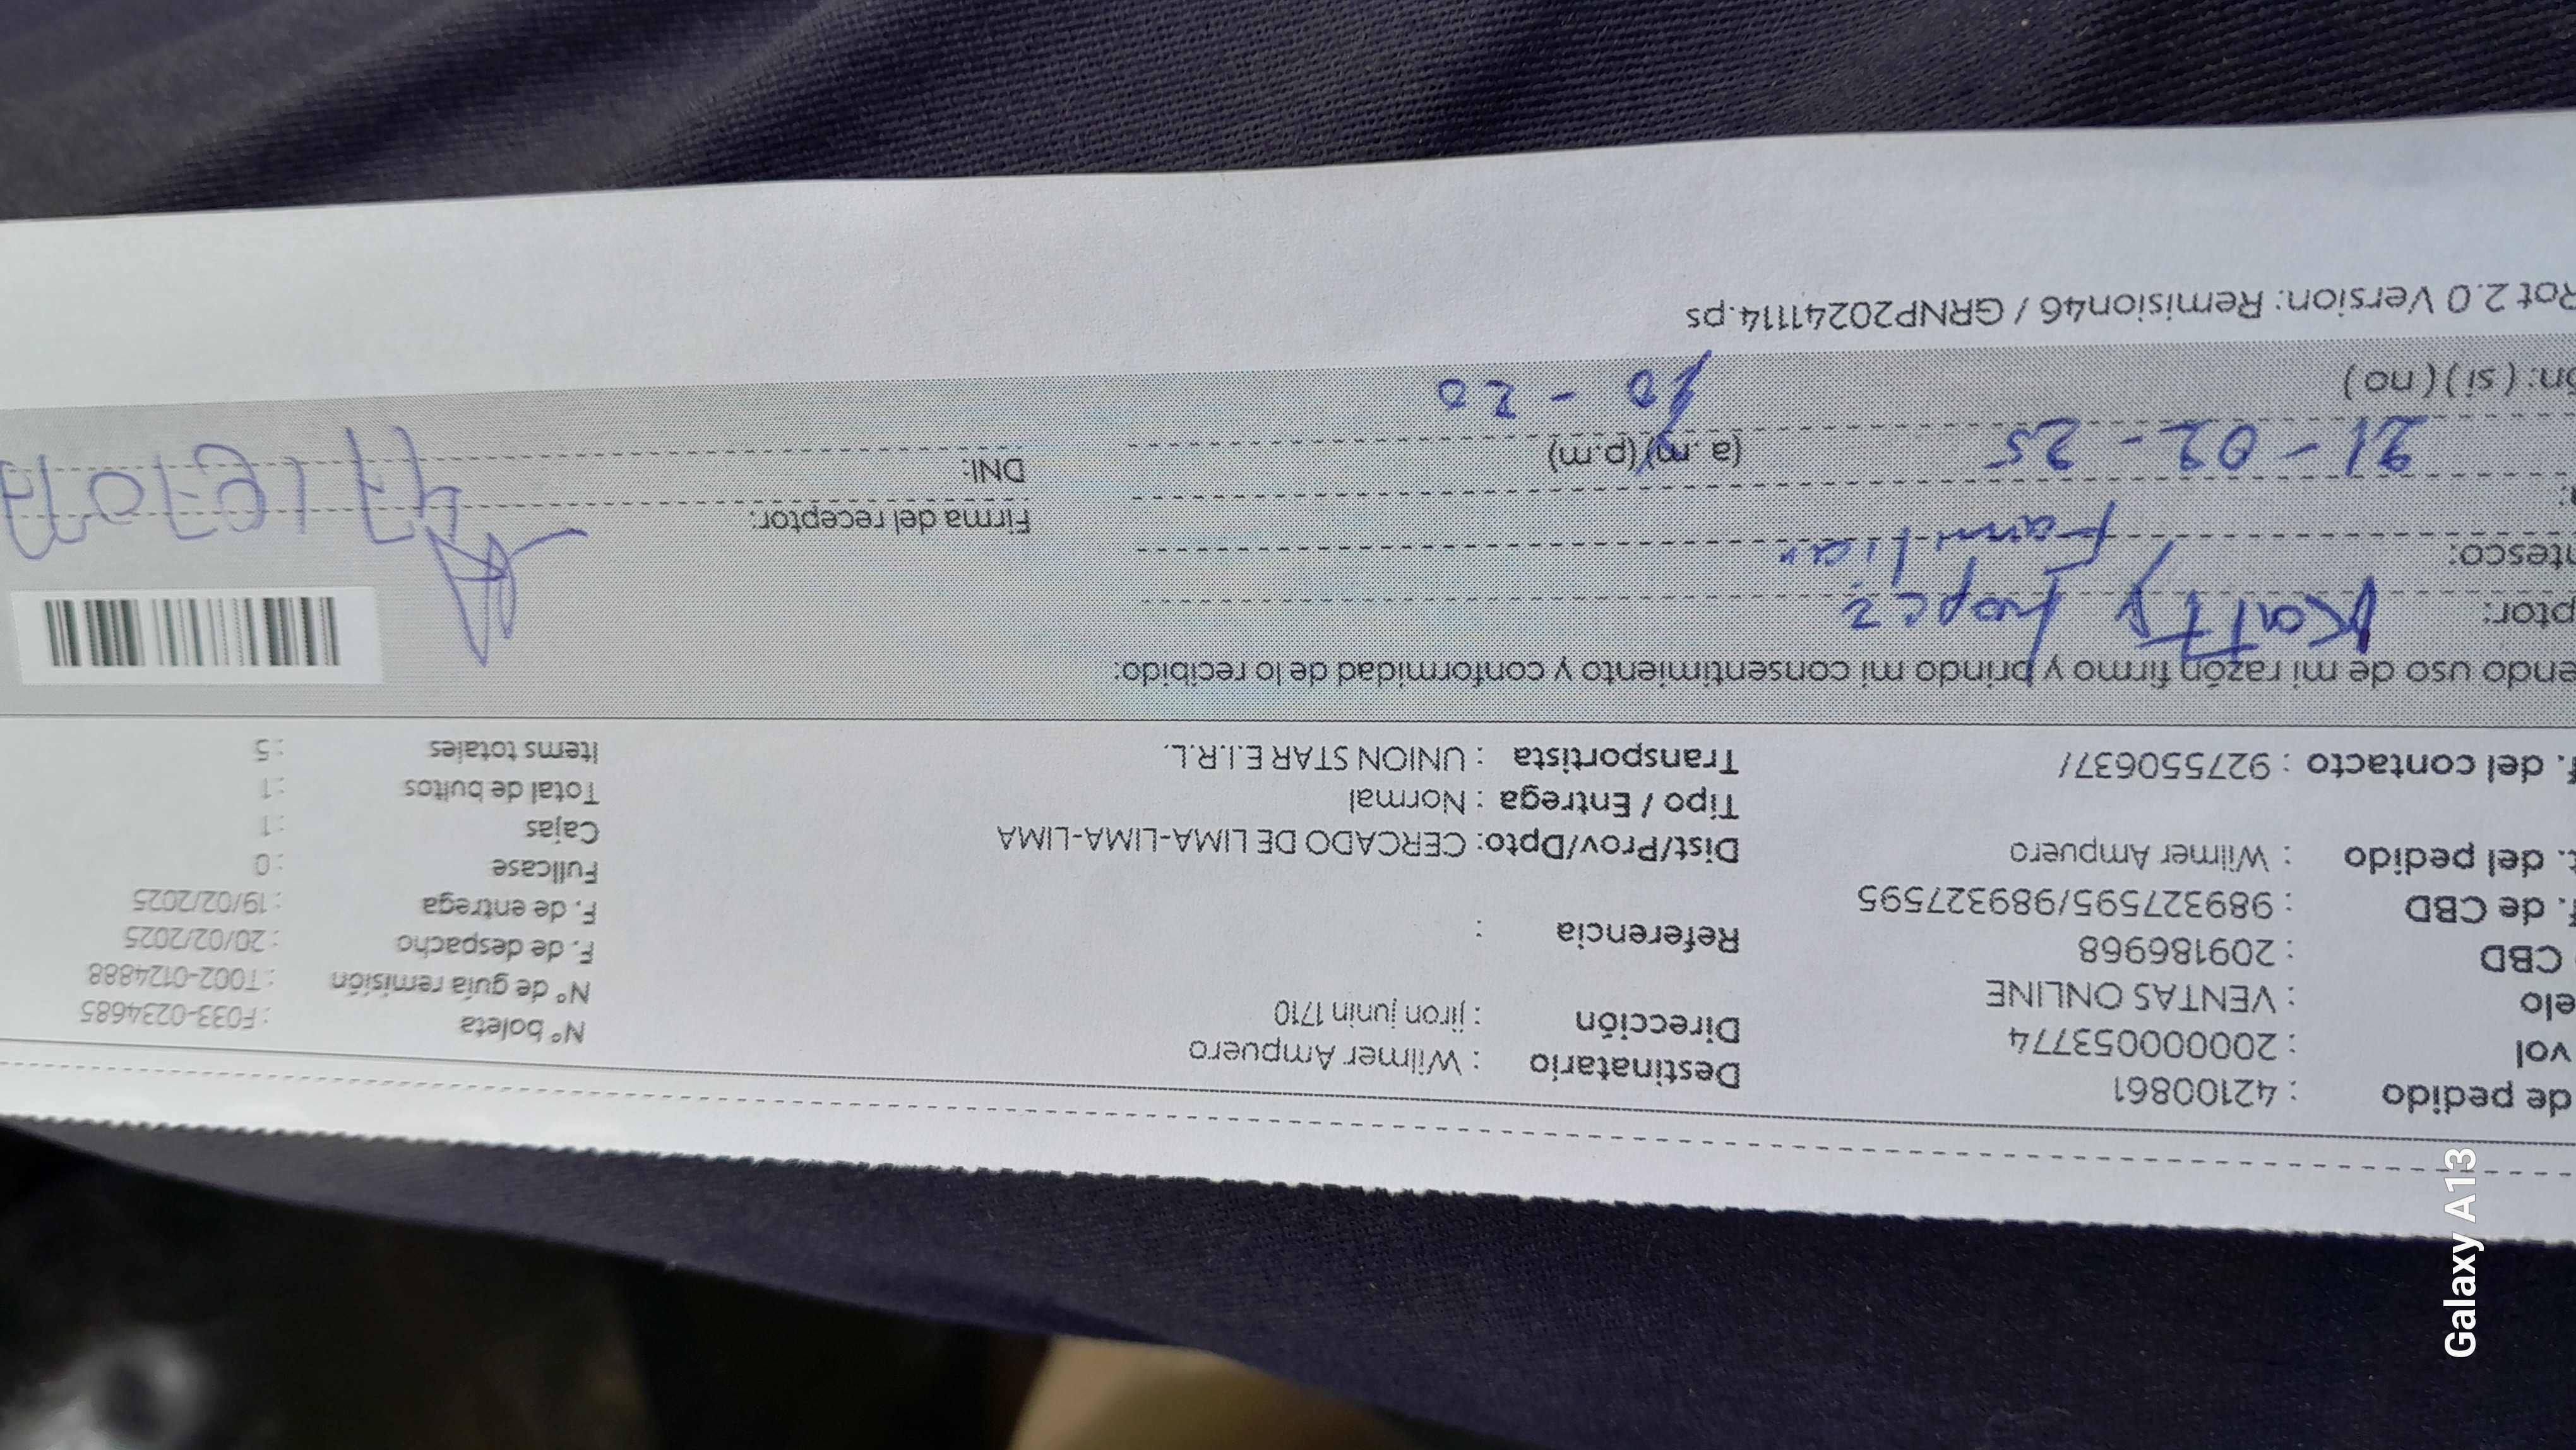 de pedido : 42100861
vol : 20000000053774
elo : VENTAS ONLINE
CBD : 209186968
f. de CBD : 989327595/989327595
t. del pedido : Wilmer Ampuero
f. del contacto : 927550637/
Destinatario : Wilmer Ampuero
Dirección : jiron junin 1710
Referencia :
Dist/Prov/Dpto: CERCADO DE LIMA-LIMA-LIMA
Tipo / Entrega : Normal
Transportista : UNION STAR E.I.R.L.
N° boleta : F033-0234685
N° de guía remisión : T002-0124888
F. de despacho : 20/02/2025
F. de entrega : 19/02/2025
Fullcase : 0
Cajas : 1
Total de bultos : 1
Items totales : 5
endo uso de mi razón firmo y brindo mi consentimiento y conformidad de lo recibido:
ptor: Katty Lopez
ntesco: Familiar
a: 21-02-25 (a.m)(p.m) 10-20
ón: (si) (no)
Firma del receptor:
DNI:
Rot 2.0 Version: Remision46 / GRNP20241114.ps
Galaxy A13